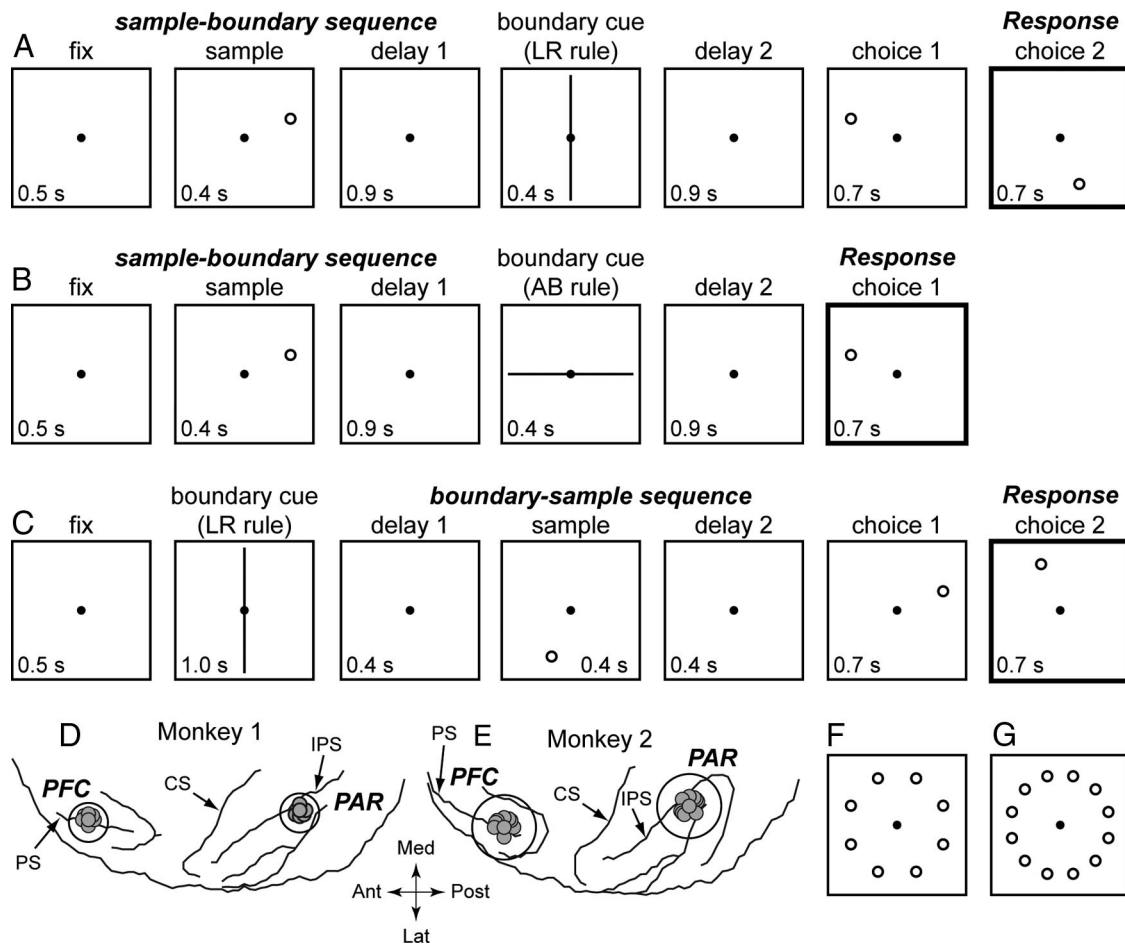 sample-boundary sequence boundary cue Response
A fix sample delay 1 (LR rule) delay 2 choice 1 choice 2
0.5 s 0.4 s 0.9 s 0.4 s 0.9 s 0.7 s 0.7 s
sample-boundary sequence boundary cue Response
B fix sample delay 1 (AB rule) delay 2 choice 1
0.5 s 0.4 s 0.9 s 0.4 s 0.9 s 0.7 s
boundary cue boundary-sample sequence Response
C fix (LR rule) delay 1 sample delay 2 choice 1 choice 2
0.5 s 1.0 s 0.4 s 0.4 s 0.4 s 0.7 s 0.7 s
D Monkey 1
PFC
PS
CS
IPS
PAR
E Monkey 2
PS
PFC
CS
IPS
PAR
Med
Ant Post
Lat
F
G